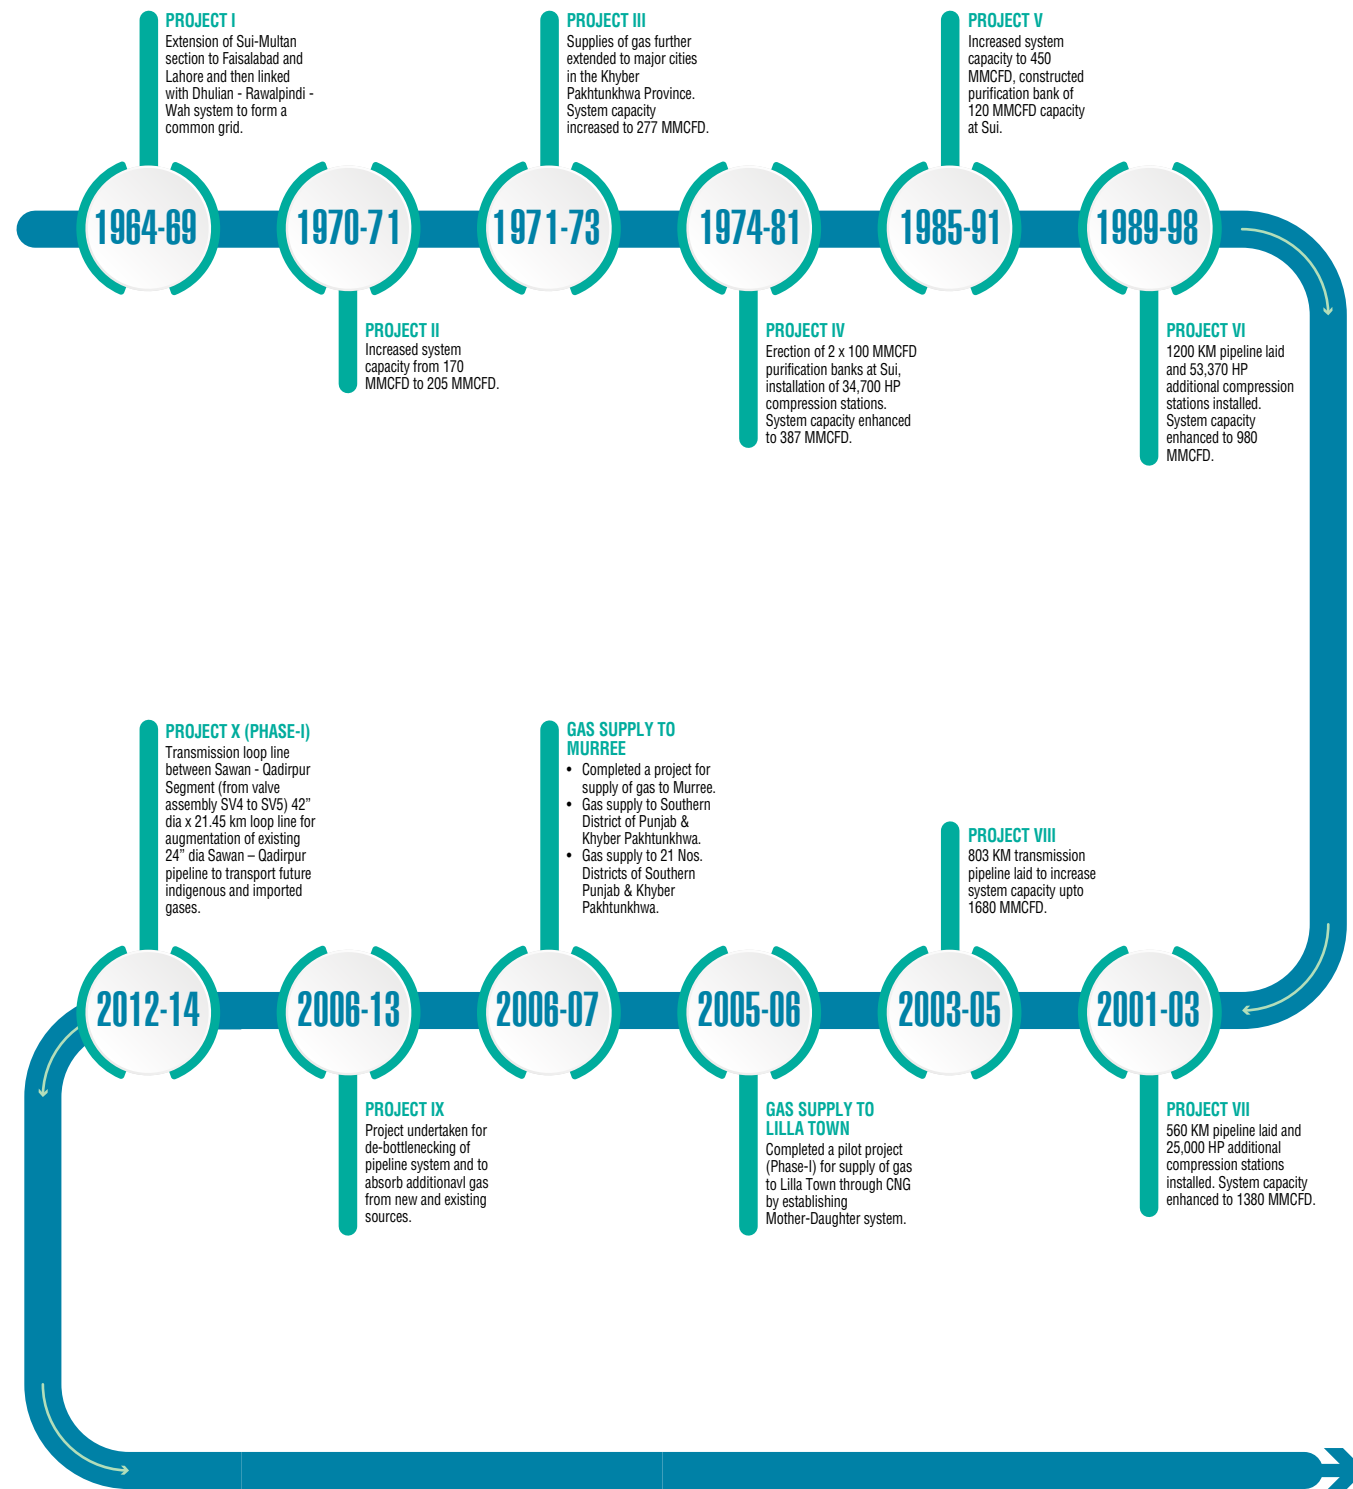 PROJECT I
Extension of Sui-Multan
section to Faisalabad and
Lahore and then linked
with Dhulian - Rawalpindi -
Wah system to form a
common grid.
PROJECT III
Supplies of gas further
extended to major cities
in the Khyber
Pakhtunkhwa Province.
System capacity
increased to 277 MMCFD.
PROJECT V
Increased system
capacity to 450
MMCFD, constructed
purification bank of
120 MMCFD capacity
at Sui.
1964-69
1970-71
1971-73
1974-81
1985-91
1989-98
PROJECT II
Increased system
capacity from 170
MMCFD to 205 MMCFD.
PROJECT IV
Erection of 2 x 100 MMCFD
purification banks at Sui,
installation of 34,700 HP
compression stations.
System capacity enhanced
to 387 MMCFD.
PROJECT VI
1200 KM pipeline laid
and 53,370 HP
additional compression
stations installed.
System capacity
enhanced to 980
MMCFD.
PROJECT X (PHASE-I)
Transmission loop line
between Sawan - Qadirpur
Segment (from valve
assembly SV4 to SV5) 42”
dia x 21.45 km loop line for
augmentation of existing
24” dia Sawan – Qadirpur
pipeline to transport future
indigenous and imported
gases.
GAS SUPPLY TO
MURREE
• Completed a project for
supply of gas to Murree.
• Gas supply to Southern
District of Punjab &
Khyber Pakhtunkhwa.
• Gas supply to 21 Nos.
Districts of Southern
Punjab & Khyber
Pakhtunkhwa.
PROJECT VIII
803 KM transmission
pipeline laid to increase
system capacity upto
1680 MMCFD.
2012-14
2006-13
2006-07
2005-06
2003-05
2001-03
PROJECT IX
Project undertaken for
de-bottlenecking of
pipeline system and to
absorb additionavl gas
from new and existing
sources.
GAS SUPPLY TO
LILLA TOWN
Completed a pilot project
(Phase-I) for supply of gas
to Lilla Town through CNG
by establishing
Mother-Daughter system.
PROJECT VII
560 KM pipeline laid and
25,000 HP additional
compression stations
installed. System capacity
enhanced to 1380 MMCFD.